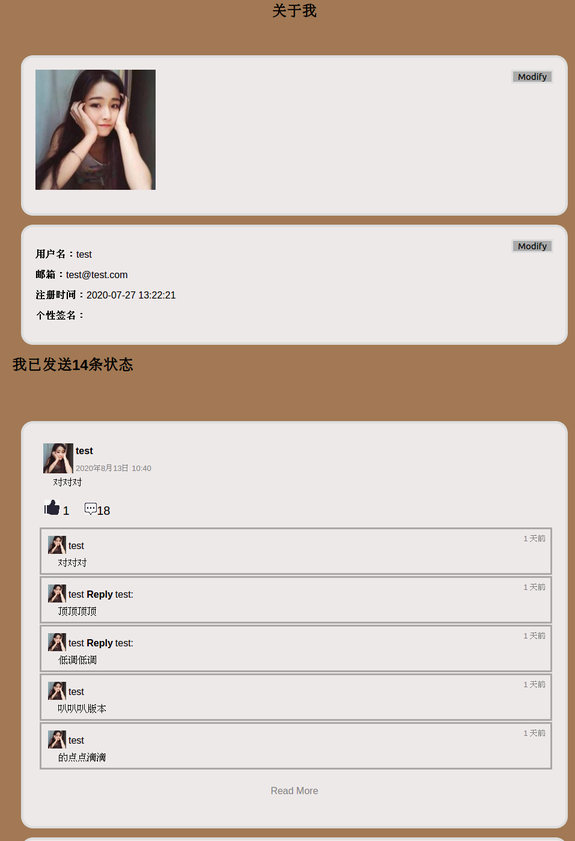 关于我
Modify
Modify
用户名：test
邮箱：test@test.com
注册时间：2020-07-27 13:22:21
个性签名：
我已发送14条状态
test
2020年8月13日 10:40
对对对
1 18
test 1 天前
对对对
test Reply test: 1 天前
顶顶顶顶
test Reply test: 1 天前
低调低调
test 1 天前
叭叭叭版本
test 1 天前
的点点滴滴
Read More